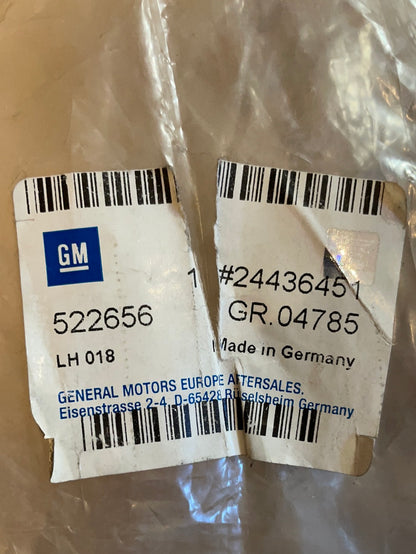 GM
1 #24436451
522656 GR.04785
LH 018 Made in Germany
GENERAL MOTORS EUROPE AFTERSALES.
Eisenstrasse 2-4, D-65428 Rüselsheim Germany